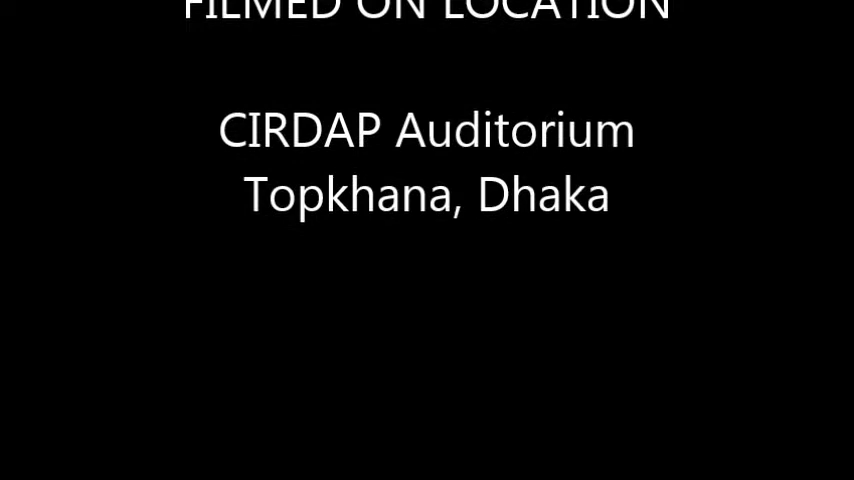 FILMED ON LOCATION
CIRDAP Auditorium
Topkhana, Dhaka